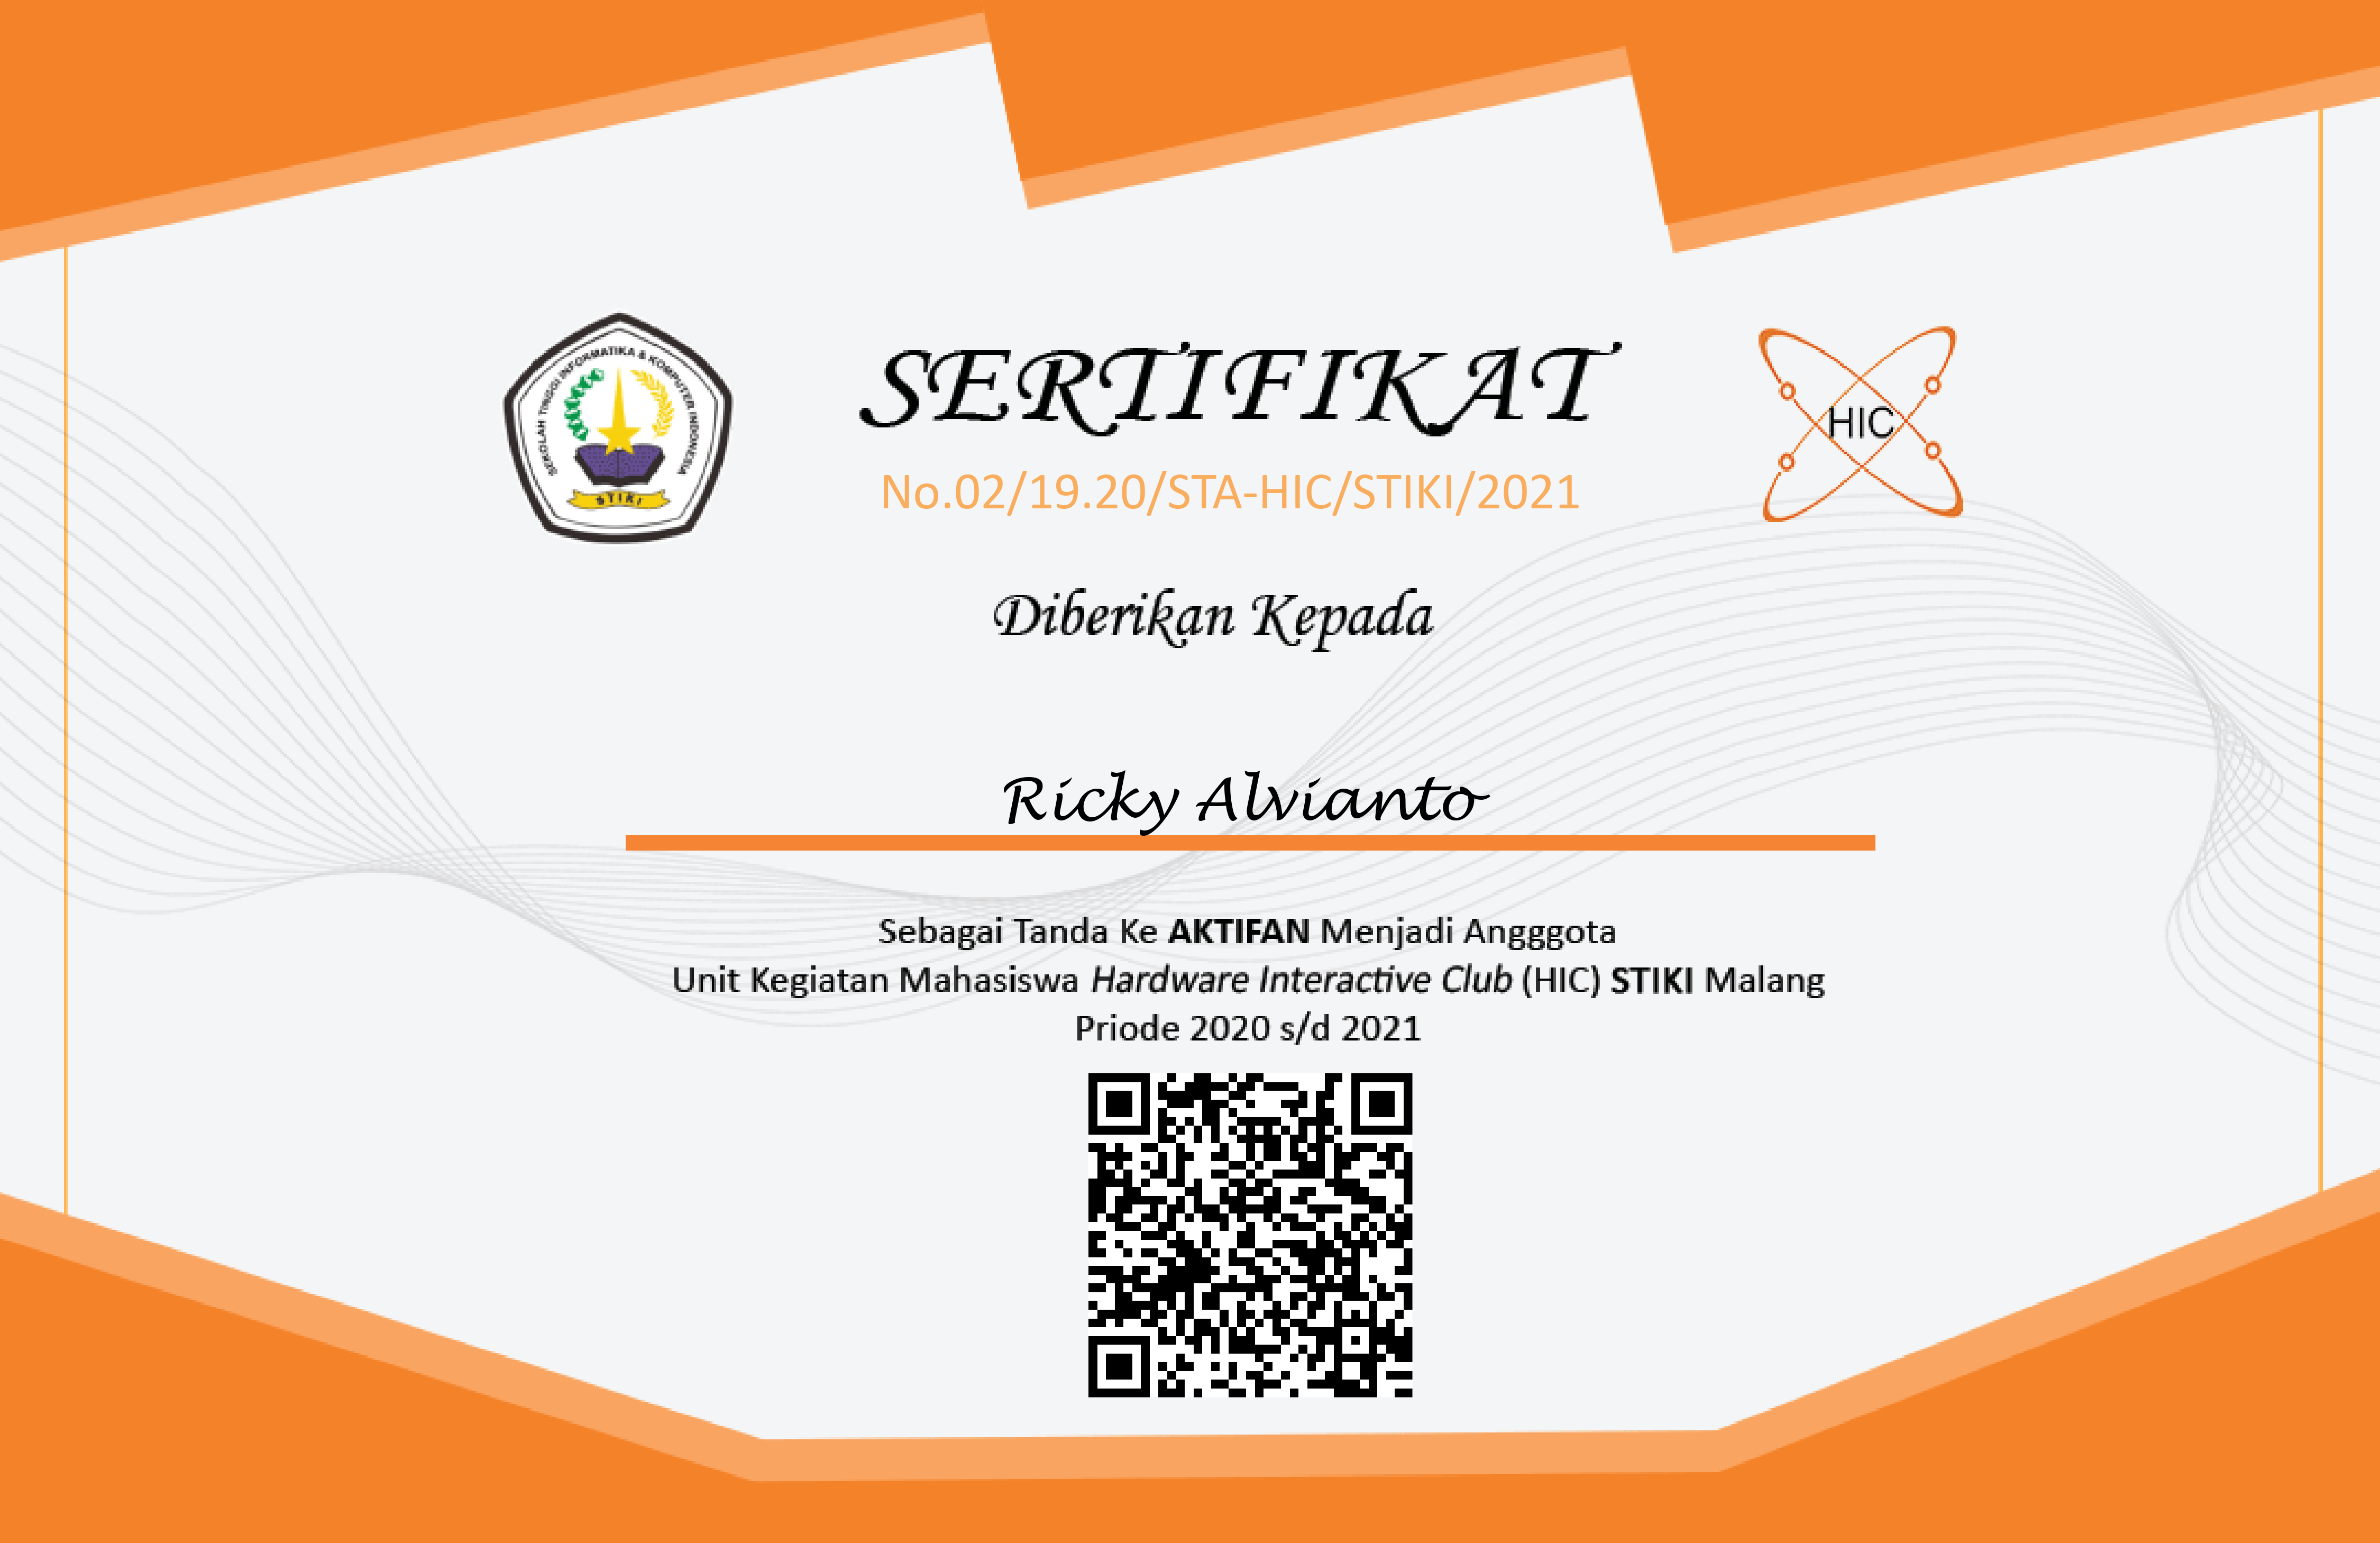 SEKOLAH TINGGI INFORMATIKA & KOMPUTER INDONESIA
STIKI
SERTIFIKAT
HIC
No.02/19.20/STA-HIC/STIKI/2021
Diberikan Kepada
Ricky Alvianto
Sebagai Tanda Ke AKTIFAN Menjadi Angggota
Unit Kegiatan Mahasiswa Hardware Interactive Club (HIC) STIKI Malang
Priode 2020 s/d 2021